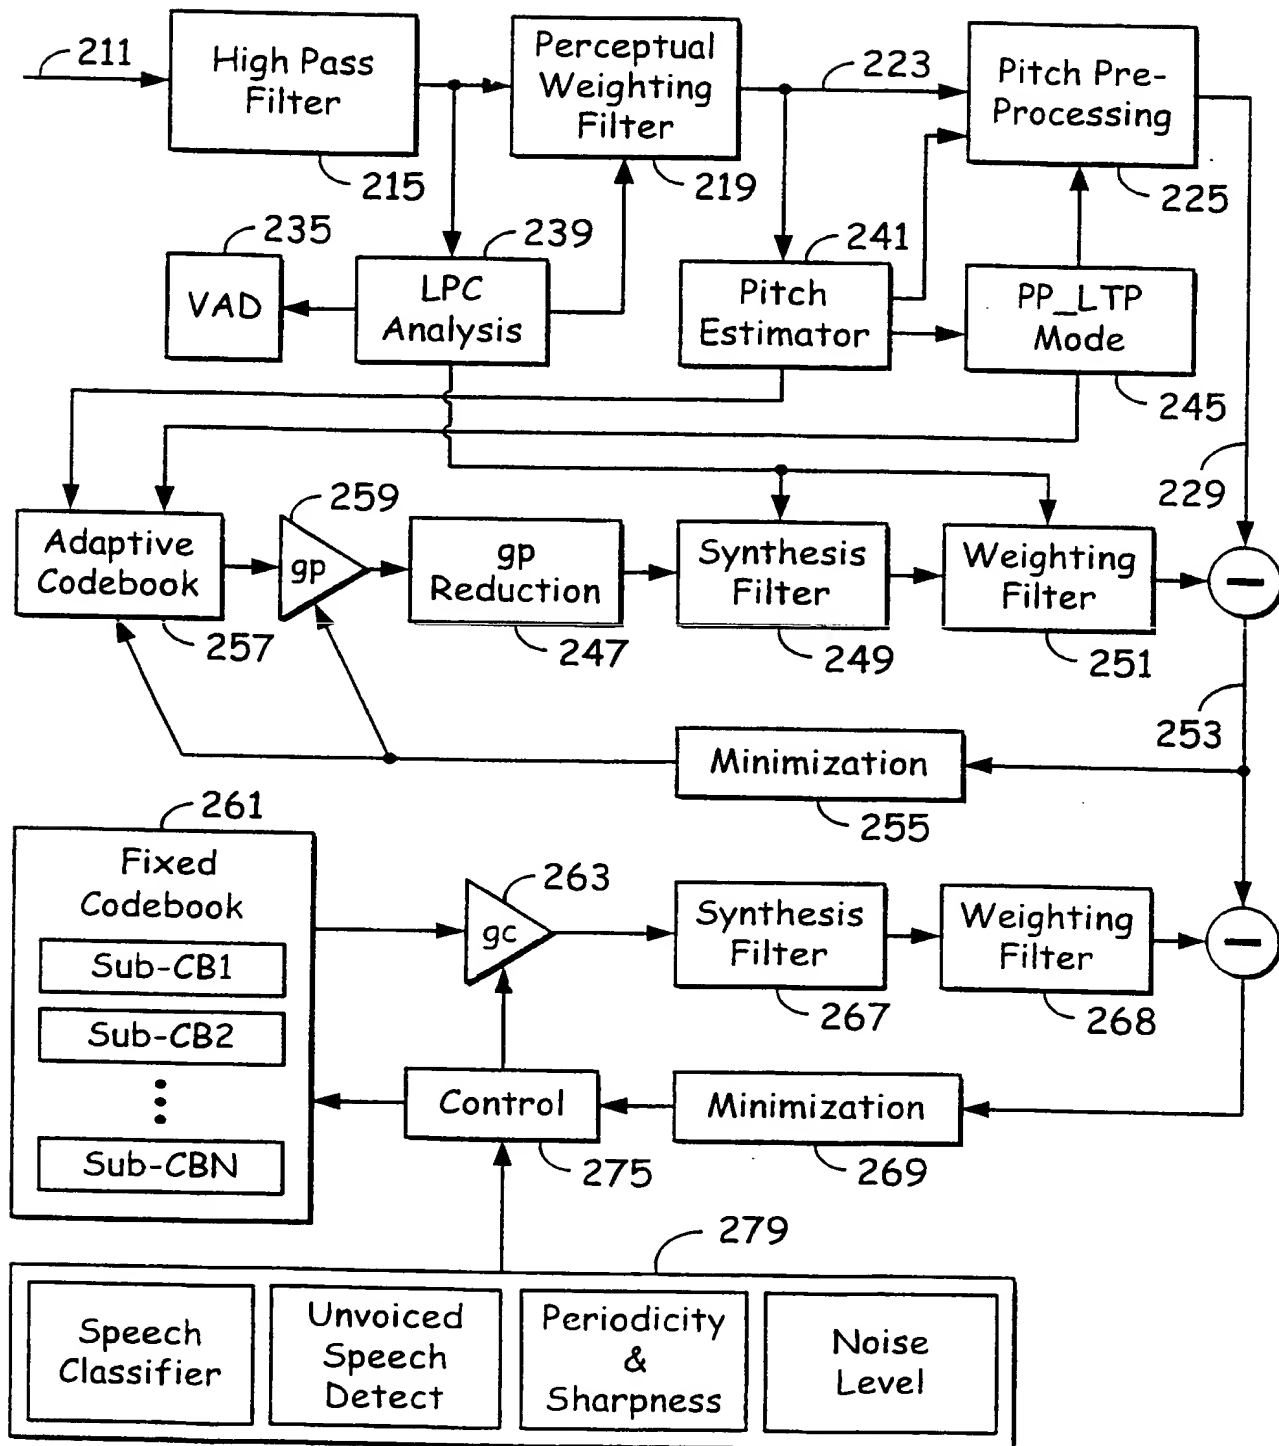 211
High Pass
Filter
215
Perceptual
Weighting
Filter
219
223
Pitch Pre-
Processing
225
235
VAD
239
LPC
Analysis
241
Pitch
Estimator
PP_LTP
Mode
245
229
Adaptive
Codebook
257
259
gp
gp
Reduction
247
Synthesis
Filter
249
Weighting
Filter
251
253
Minimization
255
261
Fixed
Codebook
Sub-CB1
Sub-CB2
Sub-CBN
263
gc
Synthesis
Filter
267
Weighting
Filter
268
Control
275
Minimization
269
279
Speech
Classifier
Unvoiced
Speech
Detect
Periodicity
&
Sharpness
Noise
Level